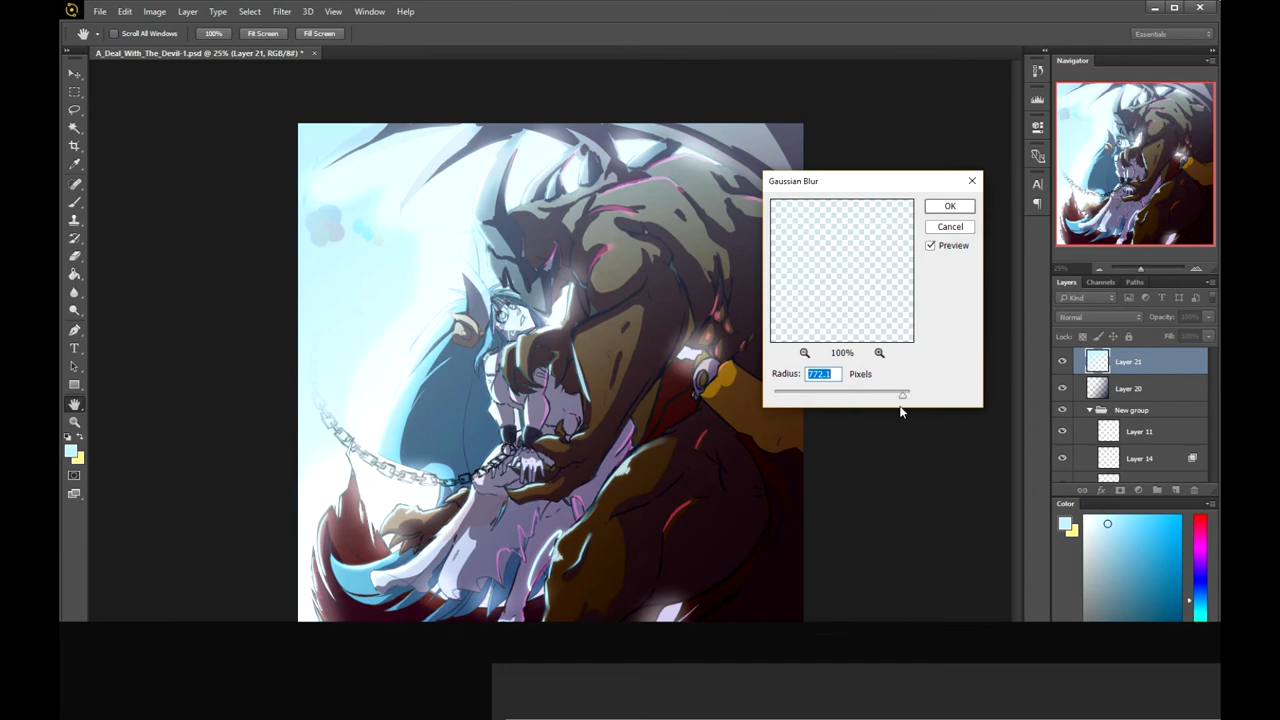 File Edit Image Layer Type Select Filter 3D View Window Help
Scroll All Windows 100% Fit Screen Fill Screen Essentials
A_Deal_With_The_Devil-1.psd @ 25% (Layer 21, RGB/8#) *
Navigator
Gaussian Blur
OK
Cancel
Preview
100%
Radius: 772.1 Pixels
25%
Layers Channels Paths
Kind
Normal Opacity: 100%
Lock: Fill: 100%
Layer 21
Layer 20
New group
Layer 11
Layer 14
Color